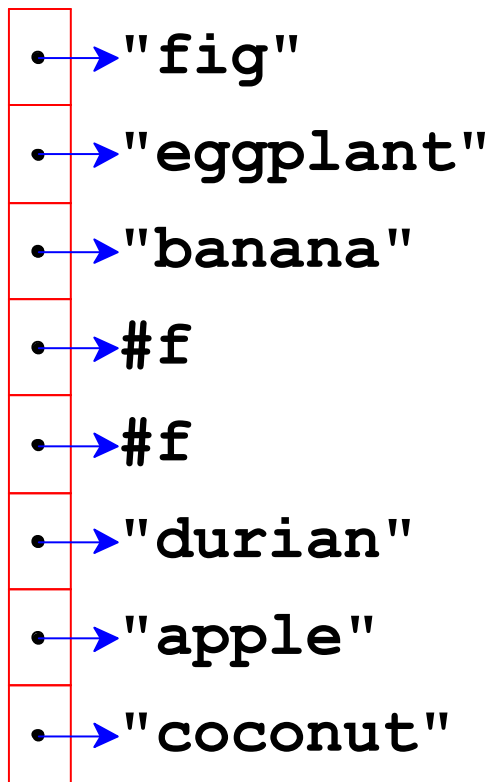 "fig"
"eggplant"
"banana"
#f
#f
"durian"
"apple"
"coconut"